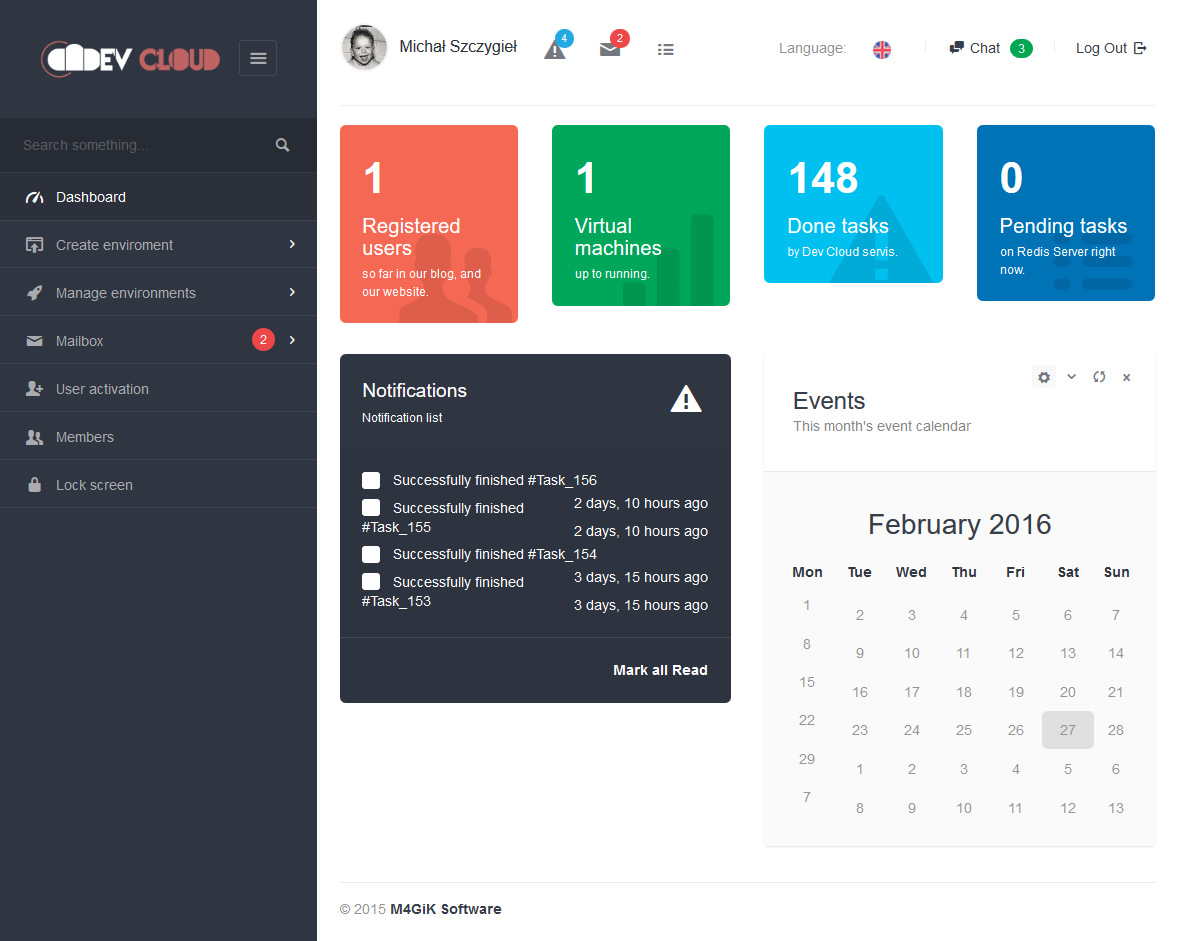 DEV CLOUD
Search something...
Dashboard
Create enviroment
Manage environments
Mailbox 2
User activation
Members
Lock screen
Michał Szczygieł 4 2
Language: Chat 3 Log Out
1
Registered
users
so far in our blog, and
our website.
1
Virtual
machines
up to running.
148
Done tasks
by Dev Cloud servis.
0
Pending tasks
on Redis Server right
now.
Notifications
Notification list
Successfully finished #Task_156
2 days, 10 hours ago
Successfully finished
#Task_155
2 days, 10 hours ago
Successfully finished #Task_154
3 days, 15 hours ago
Successfully finished
#Task_153
3 days, 15 hours ago
Mark all Read
Events
This month's event calendar
February 2016
Mon Tue Wed Thu Fri Sat Sun
1 2 3 4 5 6 7
8 9 10 11 12 13 14
15 16 17 18 19 20 21
22 23 24 25 26 27 28
29 1 2 3 4 5 6
7 8 9 10 11 12 13
© 2015 M4GiK Software